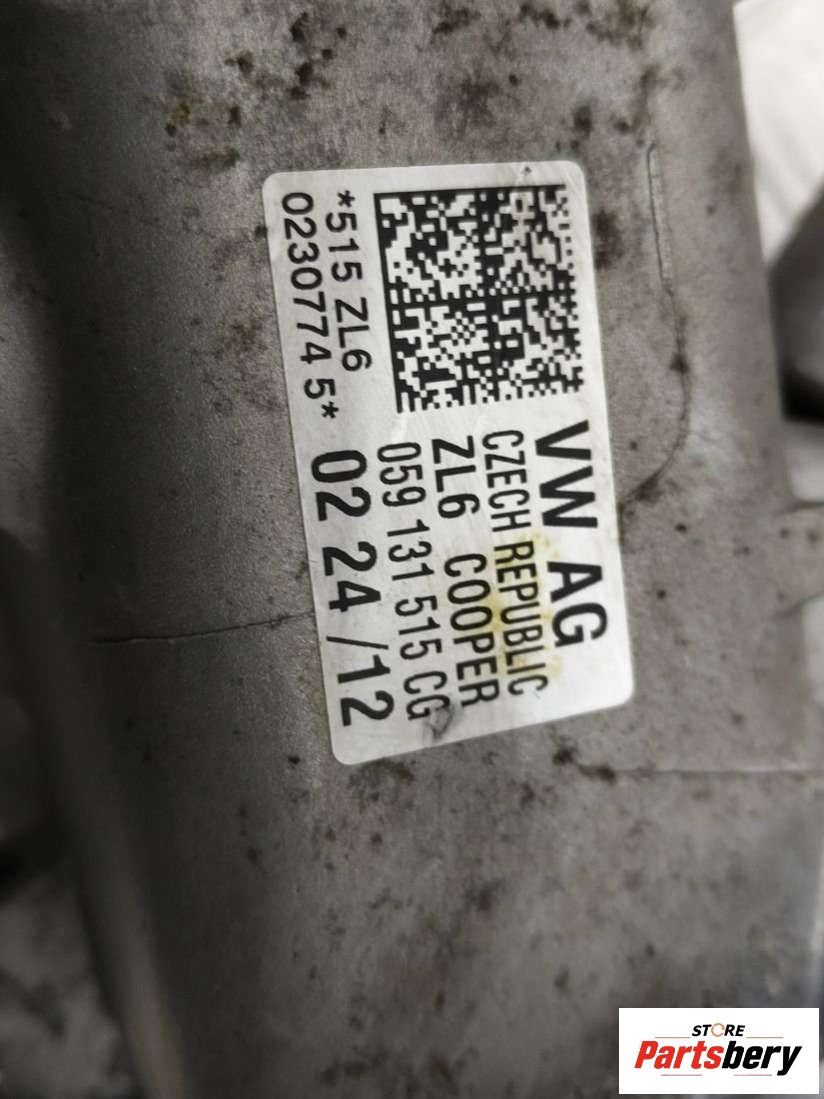 VW AG
CZECH REPUBLIC
ZL6 COOPER
059 131 515 CG
02 24 /12
*515 ZL6
0230774 5*
STORE
Partsbery